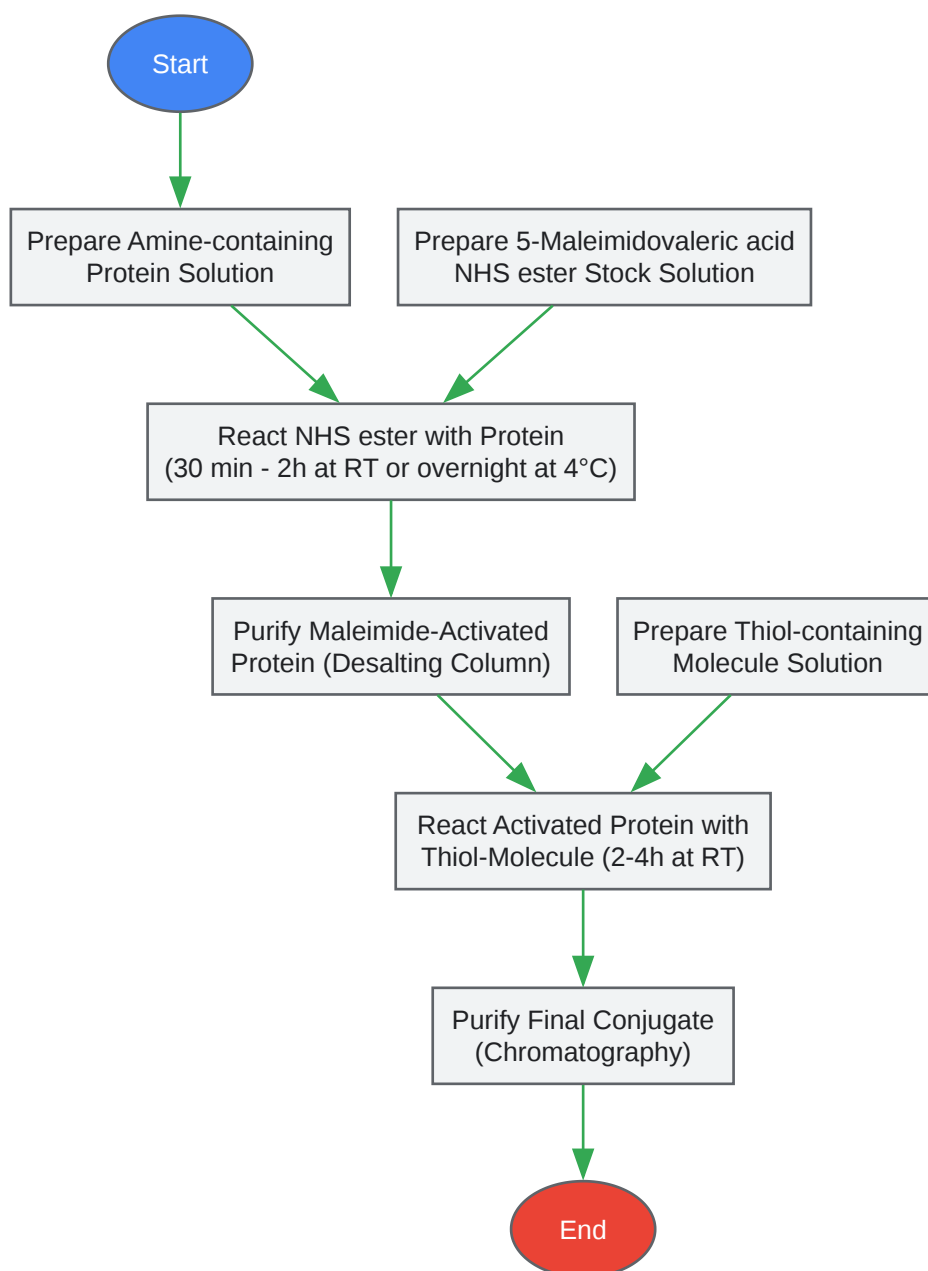 Start
Prepare Amine-containing
Protein Solution
Prepare 5-Maleimidovaleric acid
NHS ester Stock Solution
React NHS ester with Protein
(30 min - 2h at RT or overnight at 4°C)
Purify Maleimide-Activated
Protein (Desalting Column)
Prepare Thiol-containing
Molecule Solution
React Activated Protein with
Thiol-Molecule (2-4h at RT)
Purify Final Conjugate
(Chromatography)
End